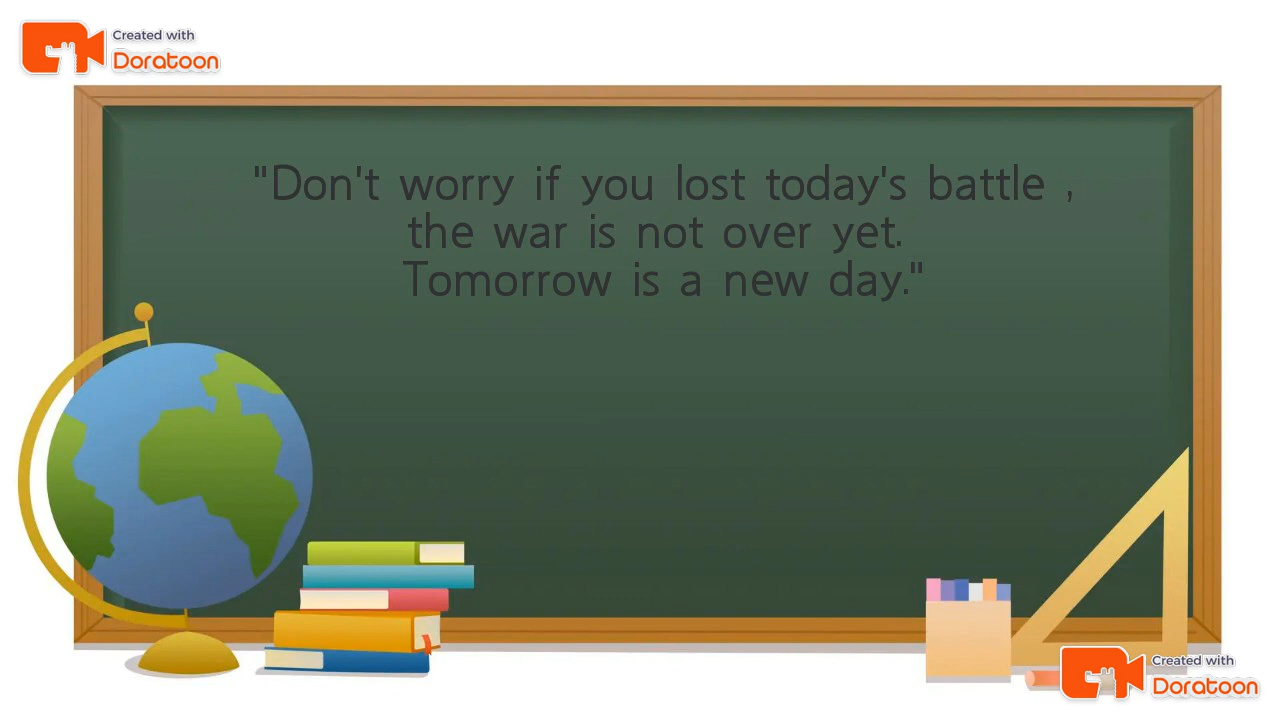 Created with
Doratoon
"Don't worry if you lost today's battle ,
the war is not over yet.
Tomorrow is a new day."
Created with
Doratoon